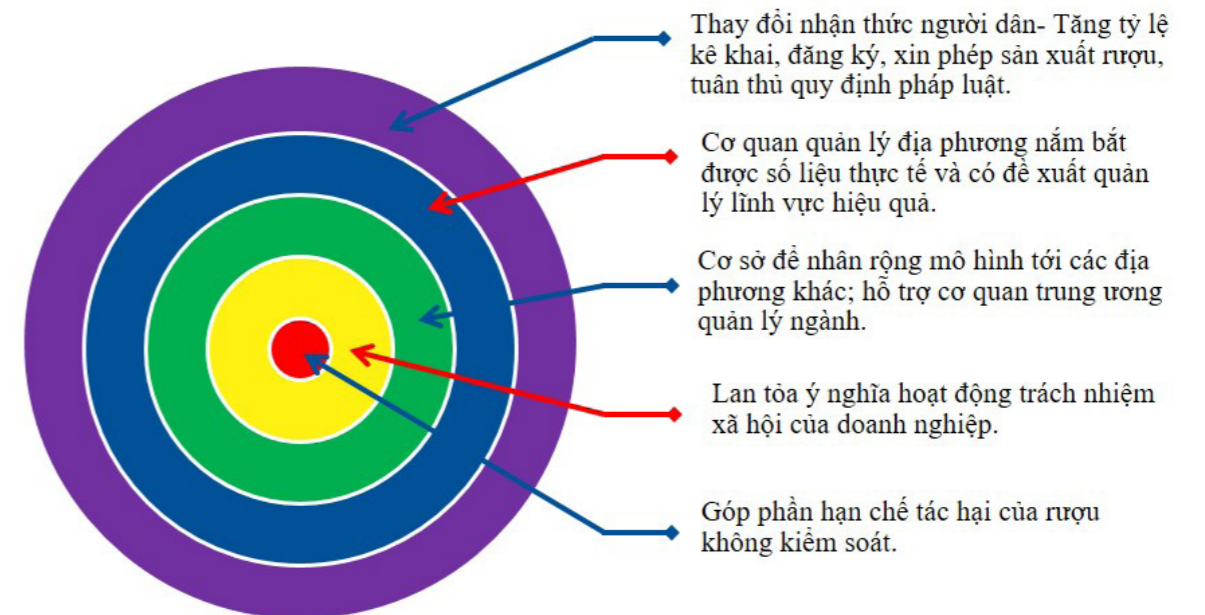 Thay đổi nhận thức người dân- Tăng tỷ lệ
kê khai, đăng ký, xin phép sản xuất rượu,
tuân thủ quy định pháp luật.
Cơ quan quản lý địa phương nắm bắt
được số liệu thực tế và có đề xuất quản
lý lĩnh vực hiệu quả.
Cơ sở để nhân rộng mô hình tới các địa
phương khác; hỗ trợ cơ quan trung ương
quản lý ngành.
Lan tỏa ý nghĩa hoạt động trách nhiệm
xã hội của doanh nghiệp.
Góp phần hạn chế tác hại của rượu
không kiểm soát.